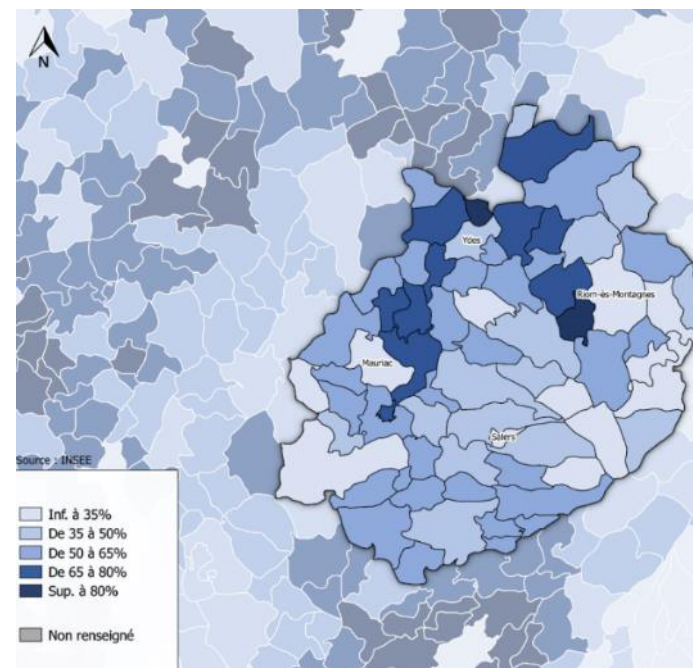 N
Ydes
Riom-ès-Montagnes
Mauriac
Salers
Source : INSEE
Inf. à 35%
De 35 à 50%
De 50 à 65%
De 65 à 80%
Sup. à 80%
Non renseigné